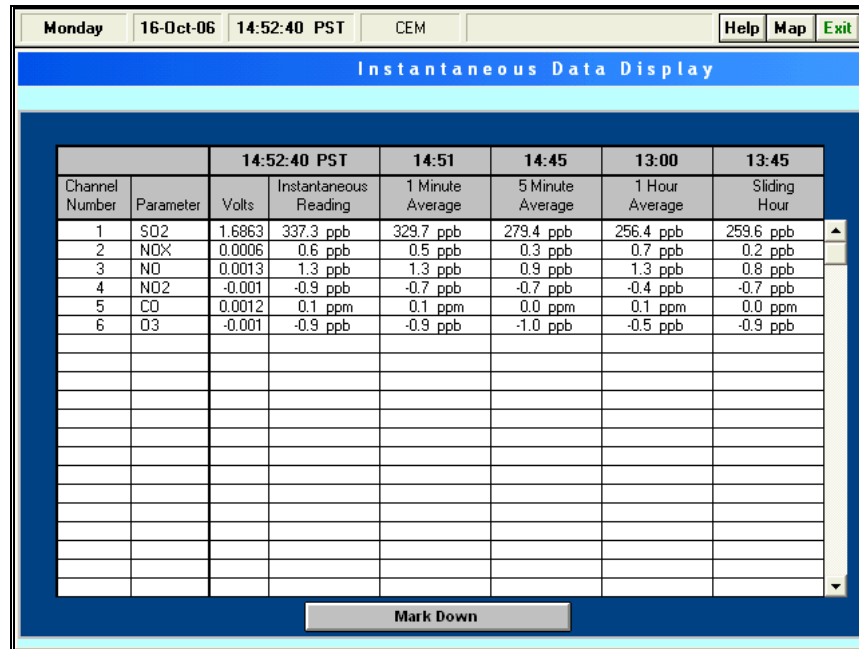 Monday 16-Oct-06 14:52:40 PST CEM Help Map Exit
Instantaneous Data Display
14:52:40 PST 14:51 14:45 13:00 13:45
Channel Number Parameter Volts Instantaneous Reading 1 Minute Average 5 Minute Average 1 Hour Average Sliding Hour
1 SO2 1.6863 337.3 ppb 329.7 ppb 279.4 ppb 256.4 ppb 259.6 ppb
2 NOX 0.0006 0.6 ppb 0.5 ppb 0.3 ppb 0.7 ppb 0.2 ppb
3 NO 0.0013 1.3 ppb 1.3 ppb 0.9 ppb 1.3 ppb 0.8 ppb
4 NO2 -0.001 -0.9 ppb -0.7 ppb -0.7 ppb -0.4 ppb -0.7 ppb
5 CO 0.0012 0.1 ppm 0.1 ppm 0.0 ppm 0.1 ppm 0.0 ppm
6 O3 -0.001 -0.9 ppb -0.9 ppb -1.0 ppb -0.5 ppb -0.9 ppb
Mark Down